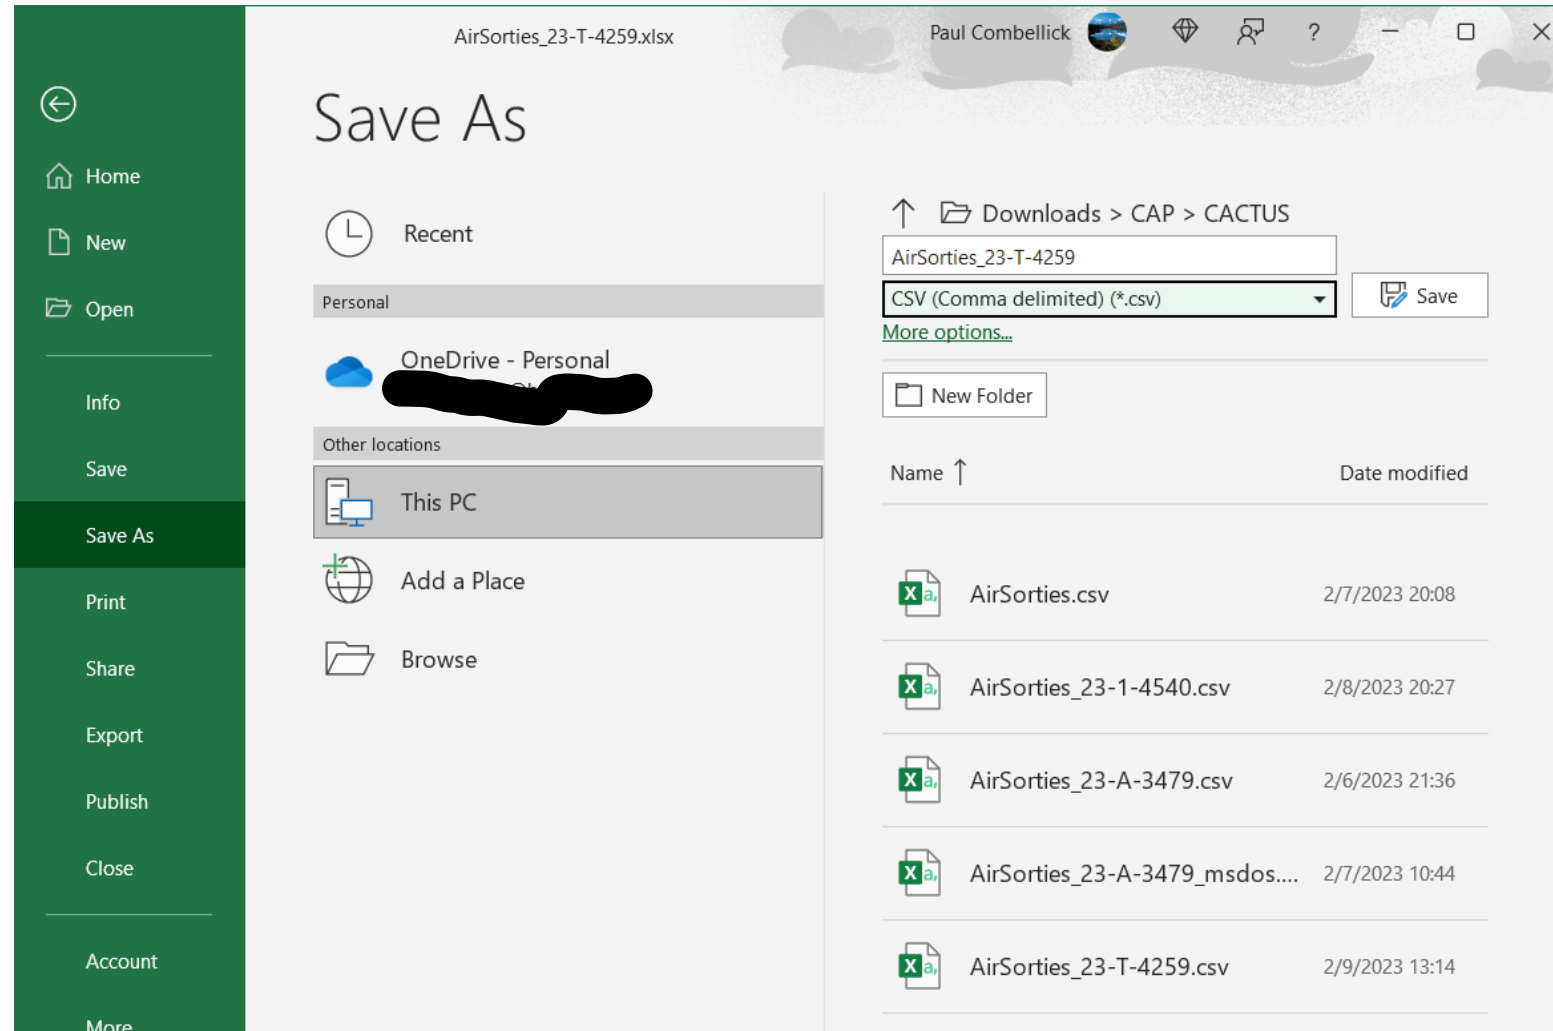 AirSorties_23-T-4259.xlsx
Paul Combellick
?
Save As
Home
New
Open
Info
Save
Save As
Print
Share
Export
Publish
Close
Account
More
Recent
Personal
OneDrive - Personal
Other locations
This PC
Add a Place
Browse
Downloads > CAP > CACTUS
AirSorties_23-T-4259
CSV (Comma delimited) (*.csv)
Save
More options...
New Folder
Name ↑ Date modified
AirSorties.csv 2/7/2023 20:08
AirSorties_23-1-4540.csv 2/8/2023 20:27
AirSorties_23-A-3479.csv 2/6/2023 21:36
AirSorties_23-A-3479_msdos.... 2/7/2023 10:44
AirSorties_23-T-4259.csv 2/9/2023 13:14